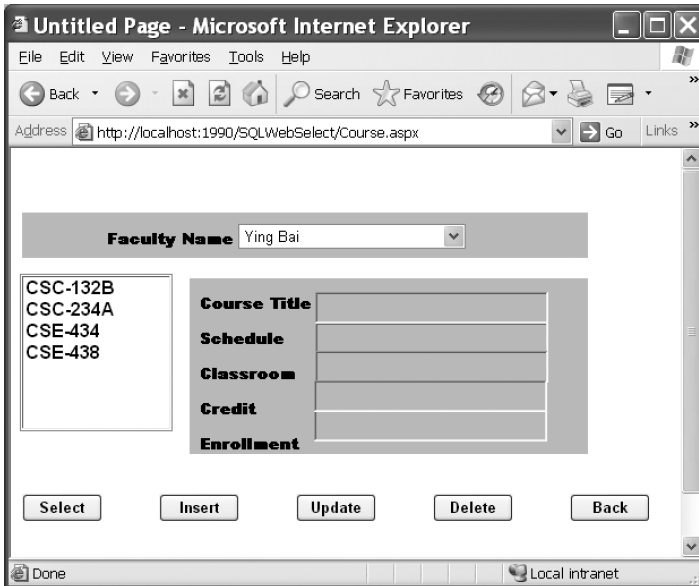 Untitled Page - Microsoft Internet Explorer
File Edit View Favorites Tools Help
Back Search Favorites »
Address http://localhost:1990/SQLWebSelect/Course.aspx Go Links »
Faculty Name Ying Bai
CSC-132B
CSC-234A
CSE-434
CSE-438
Course Title
Schedule
Classroom
Credit
Enrollment
Select Insert Update Delete Back
Done Local intranet